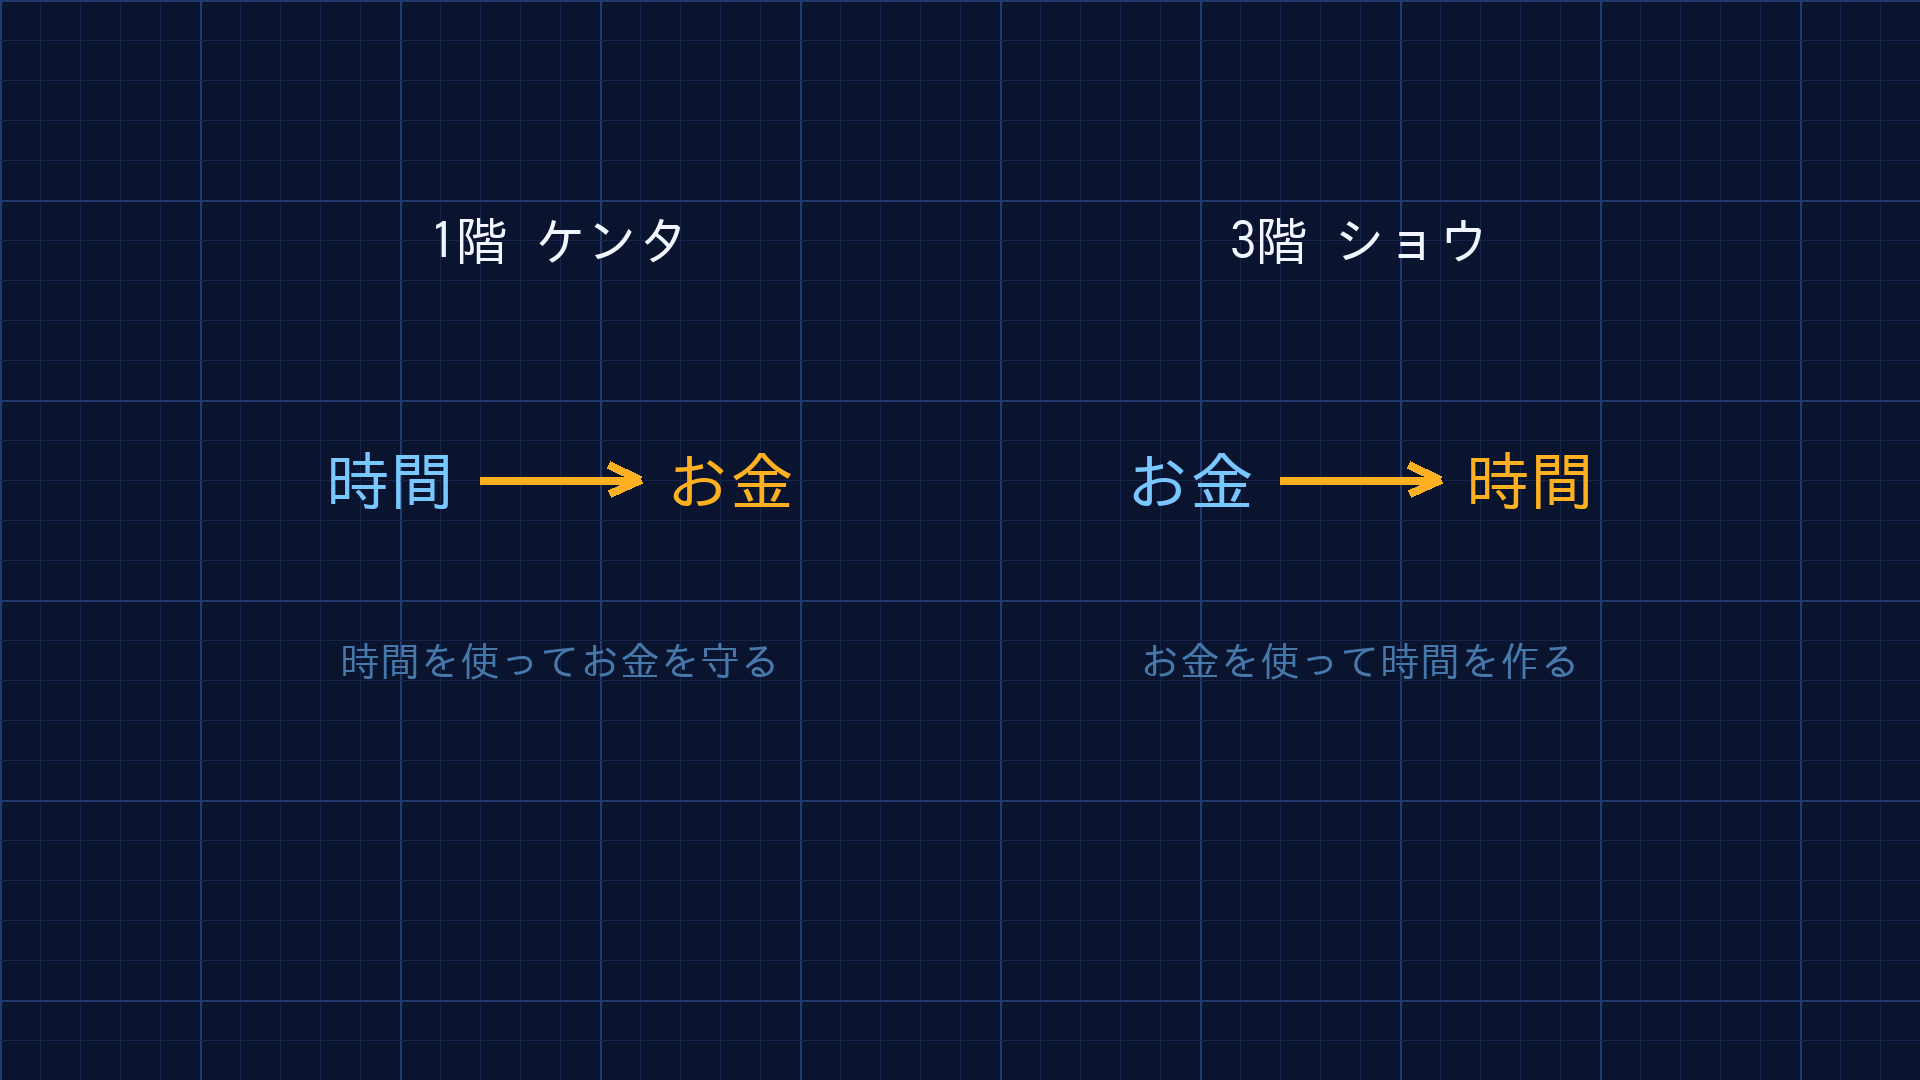 1階 ケンタ
時間 お金
時間を使ってお金を守る
3階 ショウ
お金 時間
お金を使って時間を作る